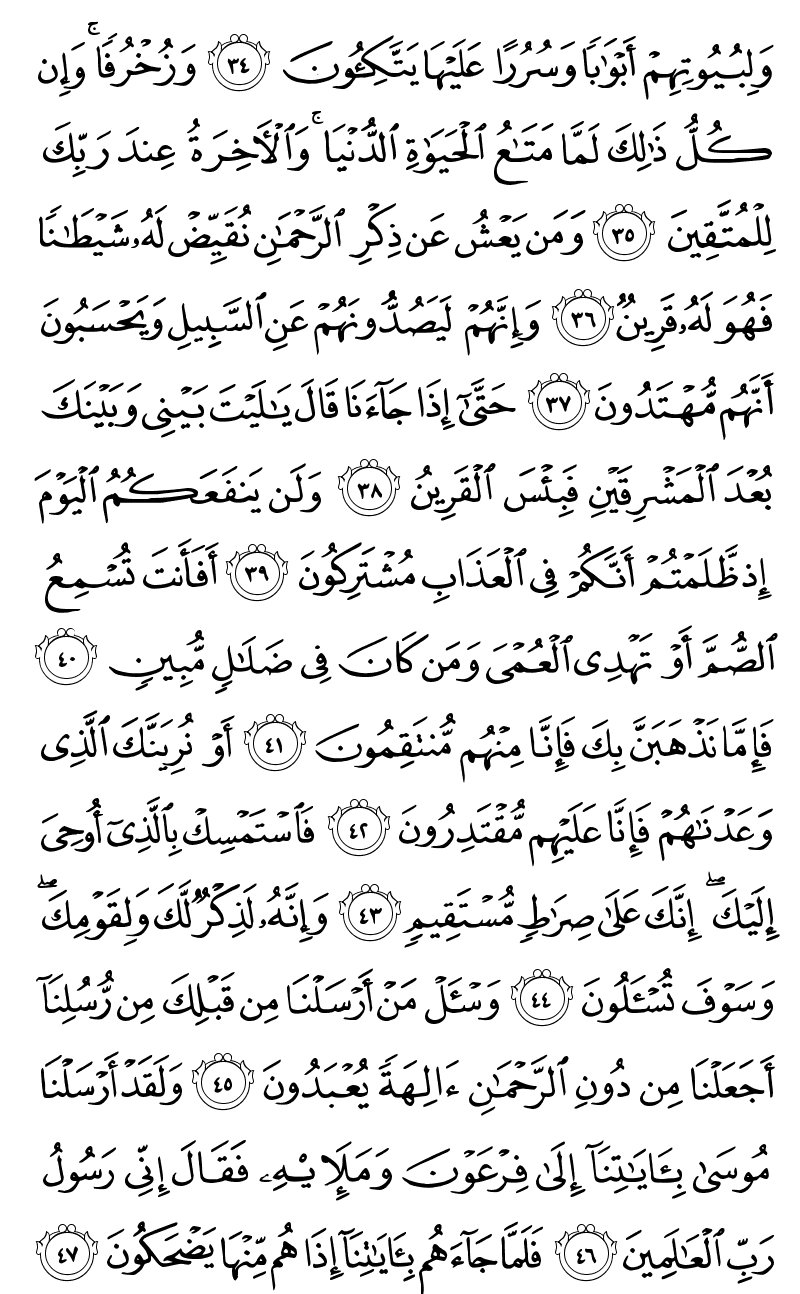 وَلِبُيُوتِهِمْ أَبْوَٰبًا وَسُرُرًا عَلَيْهَا يَتَّكِـُٔونَ ٣٤ وَزُخْرُفًا ۚ وَإِن
كُلُّ ذَٰلِكَ لَمَّا مَتَٰعُ ٱلْحَيَوٰةِ ٱلدُّنْيَا ۚ وَٱلْأَخِرَةُ عِندَ رَبِّكَ
لِلْمُتَّقِينَ ٣٥ وَمَن يَعْشُ عَن ذِكْرِ ٱلرَّحْمَٰنِ نُقَيِّضْ لَهُۥ شَيْطَٰنًا
فَهُوَ لَهُۥ قَرِينٌ ٣٦ وَإِنَّهُمْ لَيَصُدُّونَهُمْ عَنِ ٱلسَّبِيلِ وَيَحْسَبُونَ
أَنَّهُم مُّهْتَدُونَ ٣٧ حَتَّىٰٓ إِذَا جَآءَنَا قَالَ يَٰلَيْتَ بَيْنِى وَبَيْنَكَ
بُعْدَ ٱلْمَشْرِقَيْنِ فَبِئْسَ ٱلْقَرِينُ ٣٨ وَلَن يَنفَعَكُمُ ٱلْيَوْمَ
إِذ ظَّلَمْتُمْ أَنَّكُمْ فِى ٱلْعَذَابِ مُشْتَرِكُونَ ٣٩ أَفَأَنتَ تُسْمِعُ
ٱلصُّمَّ أَوْ تَهْدِى ٱلْعُمْىَ وَمَن كَانَ فِى ضَلَٰلٍ مُّبِينٍ ٤٠
فَإِمَّا نَذْهَبَنَّ بِكَ فَإِنَّا مِنْهُم مُّنتَقِمُونَ ٤١ أَوْ نُرِيَنَّكَ ٱلَّذِى
وَعَدْنَٰهُمْ فَإِنَّا عَلَيْهِم مُّقْتَدِرُونَ ٤٢ فَٱسْتَمْسِكْ بِٱلَّذِىٓ أُوحِىَ
إِلَيْكَ ۖ إِنَّكَ عَلَىٰ صِرَٰطٍ مُّسْتَقِيمٍ ٤٣ وَإِنَّهُۥ لَذِكْرٌ لَّكَ وَلِقَوْمِكَ ۖ
وَسَوْفَ تُسْـَٔلُونَ ٤٤ وَسْـَٔلْ مَنْ أَرْسَلْنَا مِن قَبْلِكَ مِن رُّسُلِنَآ
أَجَعَلْنَا مِن دُونِ ٱلرَّحْمَٰنِ ءَالِهَةً يُعْبَدُونَ ٤٥ وَلَقَدْ أَرْسَلْنَا
مُوسَىٰ بِـَٔايَٰتِنَآ إِلَىٰ فِرْعَوْنَ وَمَلَإِيْهِۦ فَقَالَ إِنِّى رَسُولُ
رَبِّ ٱلْعَٰلَمِينَ ٤٦ فَلَمَّا جَآءَهُم بِـَٔايَٰتِنَآ إِذَا هُم مِّنْهَا يَضْحَكُونَ ٤٧